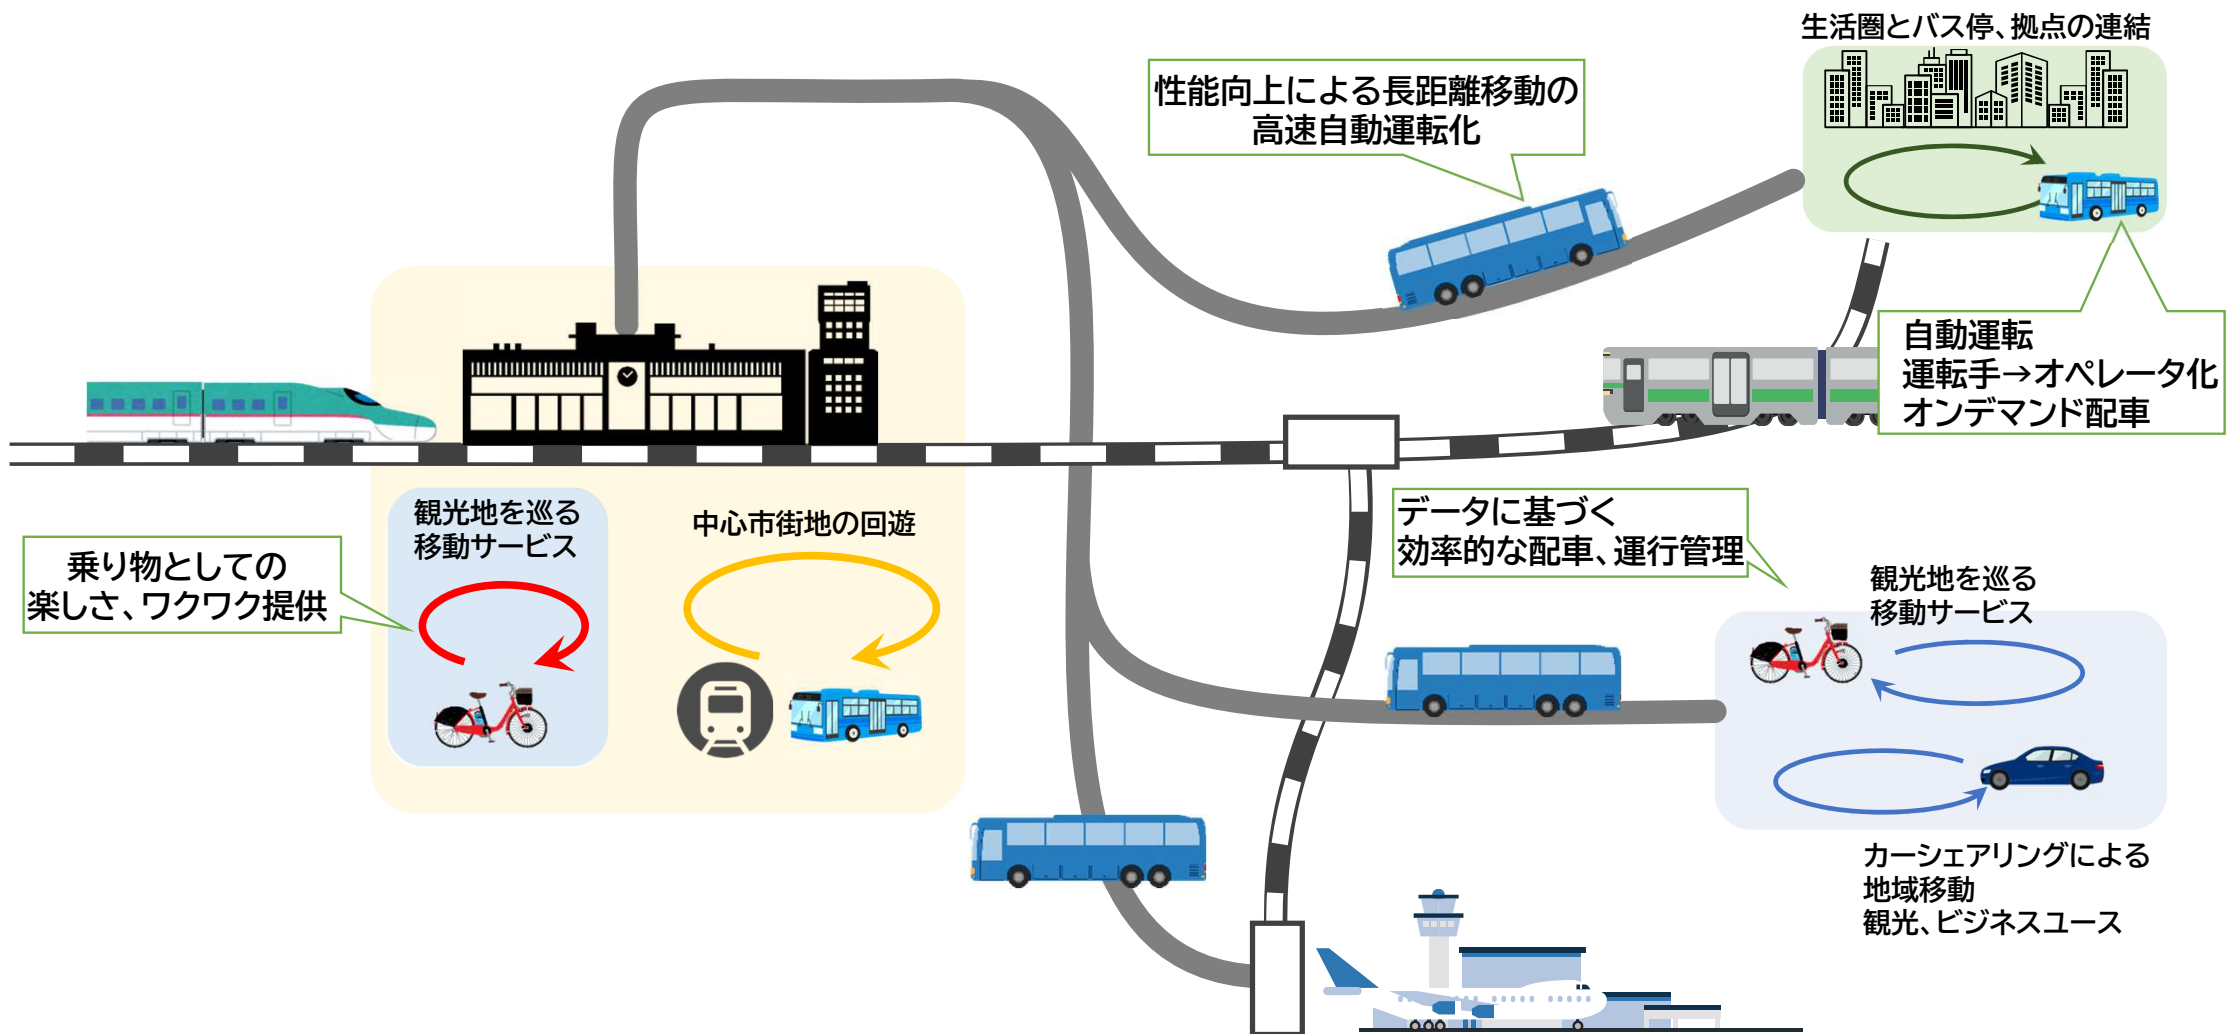 生活圏とバス停、拠点の連結
性能向上による長距離移動の
高速自動運転化
自動運転
運転手→オペレータ化
オンデマンド配車
観光地を巡る
移動サービス
中心市街地の回遊
乗り物としての
楽しさ、ワクワク提供
データに基づく
効率的な配車、運行管理
観光地を巡る
移動サービス
カーシェアリングによる
地域移動
観光、ビジネスユース